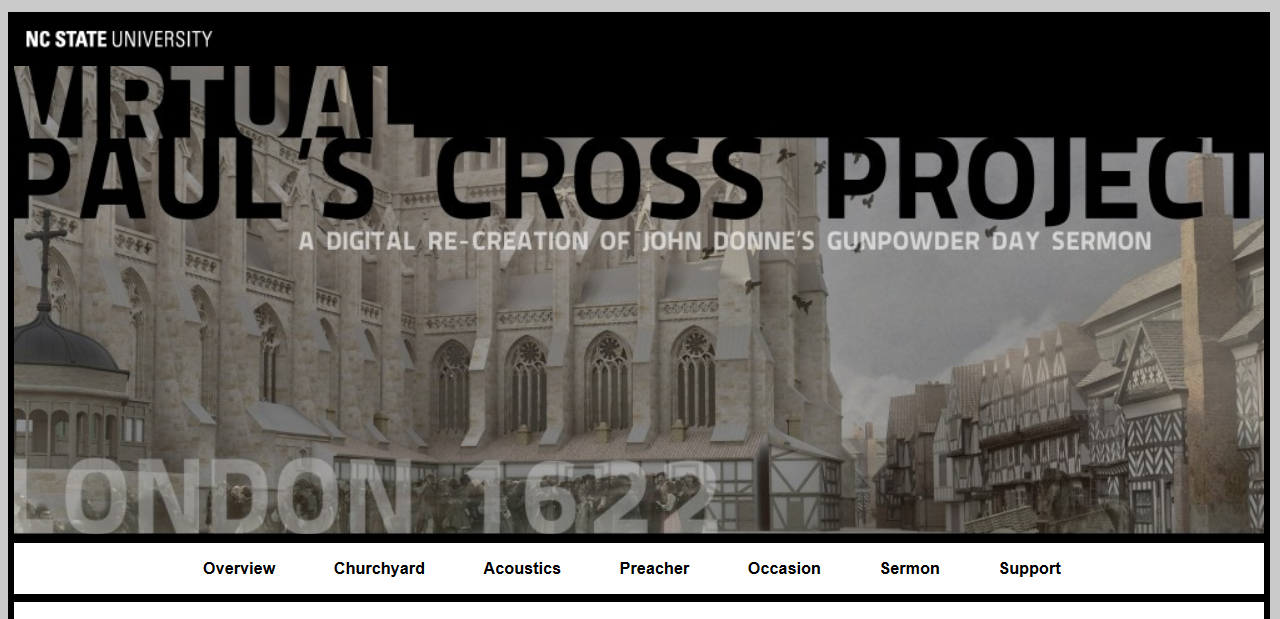 NC STATE UNIVERSITY
VIRTUAL
PAUL'S CROSS PROJECT
A DIGITAL RE-CREATION OF JOHN DONNE'S GUNPOWDER DAY SERMON
LONDON 1622
Overview Churchyard Acoustics Preacher Occasion Sermon Support